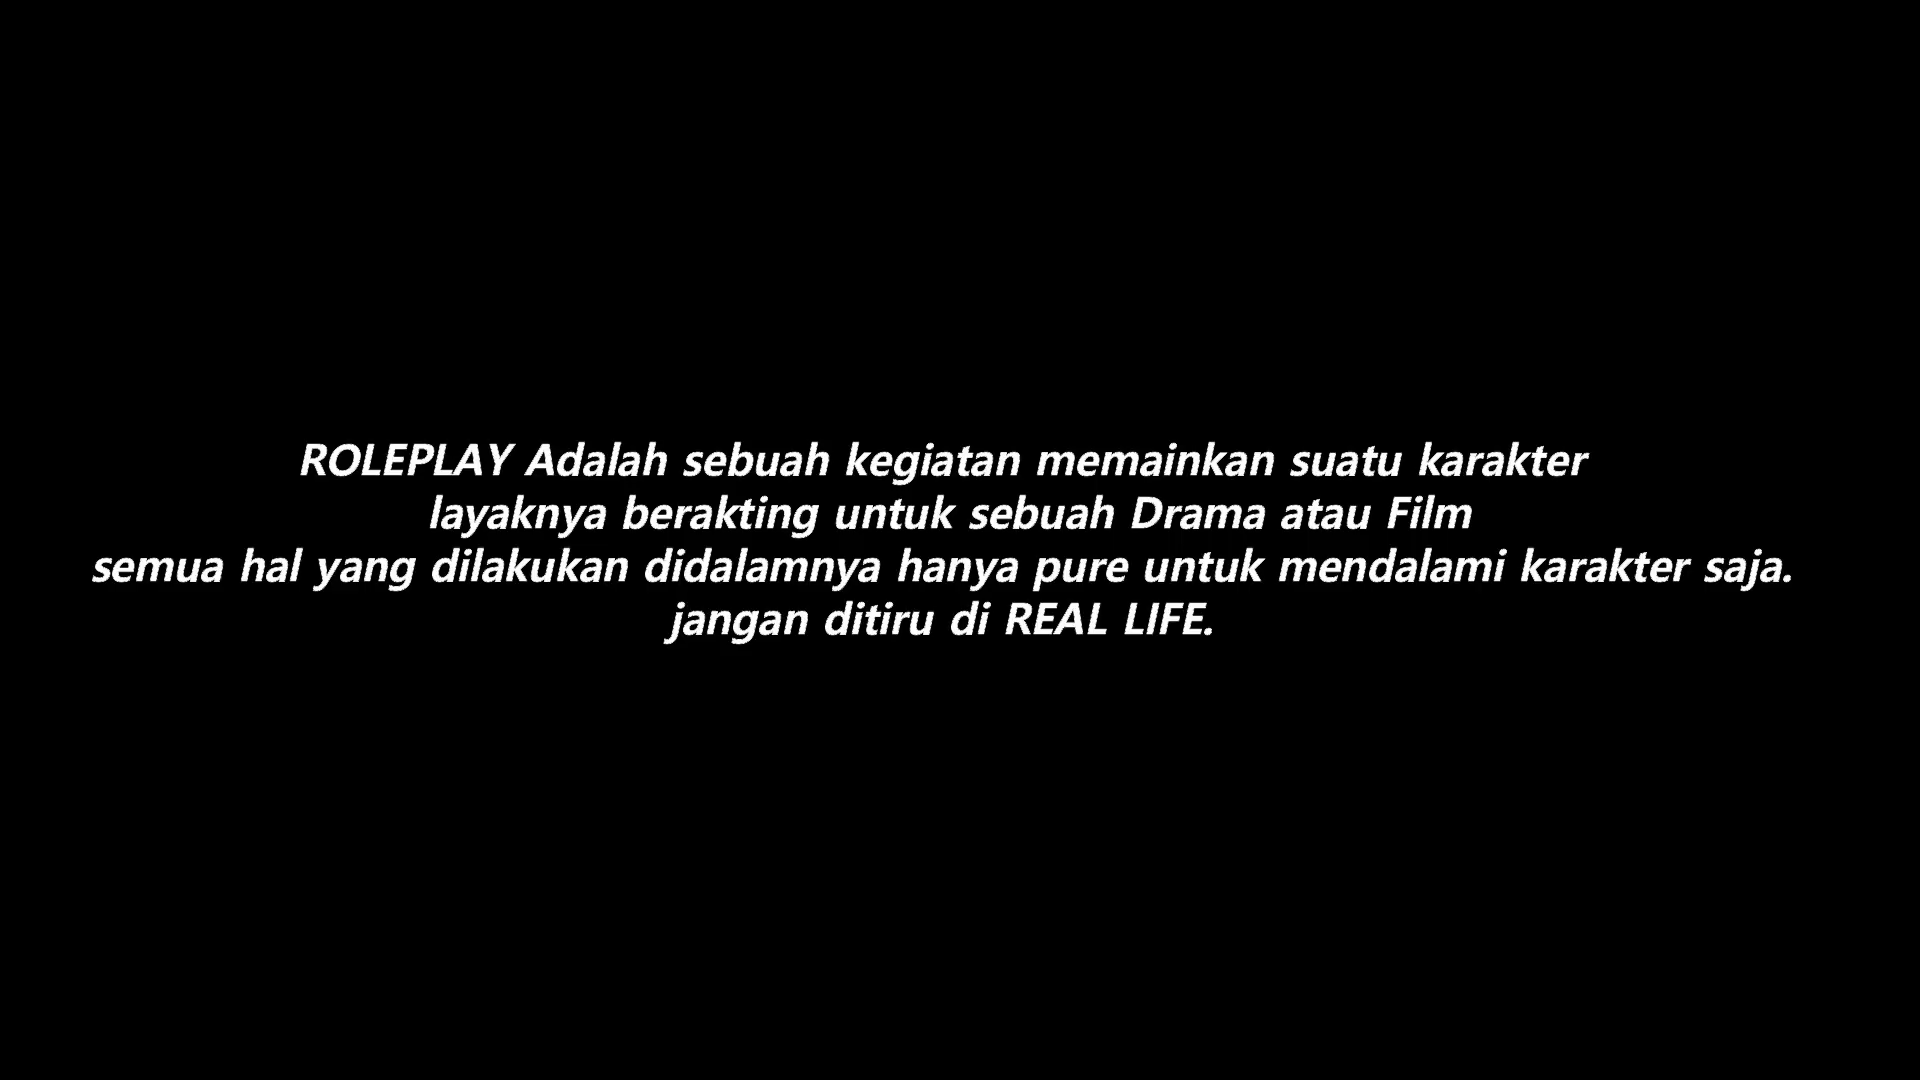 ROLEPLAY Adalah sebuah kegiatan memainkan suatu karakter
layaknya berakting untuk sebuah Drama atau Film
semua hal yang dilakukan didalamnya hanya pure untuk mendalami karakter saja.
jangan ditiru di REAL LIFE.